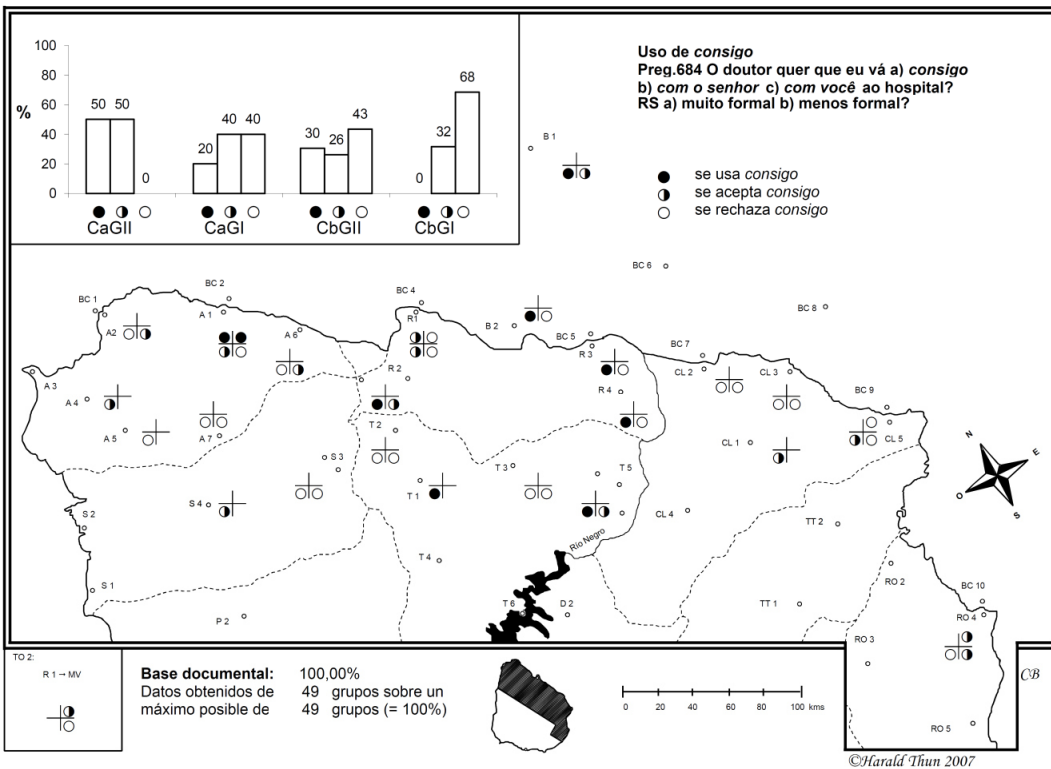 100
80
60
40
20
0
%
50 50 0
20 40 40
30 26 43
0 32 68
CaGII CaGI CbGII CbGI
Uso de consigo
Preg.684 O doutor quer que eu vá a) consigo
b) com o senhor c) com você ao hospital?
RS a) muito formal b) menos formal?
se usa consigo
se acepta consigo
se rechaza consigo
B 1
BC 6
BC 8
BC 1
BC 2
BC 4
A2
A 1
A 6
R1
B 2
BC 5
R 3
BC 7
CL 2
CL 3
A 3
A 4
R 2
R 4
BC 9
A 5
A 7
T 2
CL 1
CL 5
S 3
T 3
T 5
N
E
O
S
S 4
T 1
CL 4
S 2
TT 2
Río Negro
T 4
S 1
RO 2
BC 10
P 2
T 6
D 2
TT 1
RO 4
RO 3
RO 5
CB
TO 2:
R 1 → MV
Base documental: 100,00%
Datos obtenidos de 49 grupos sobre un
máximo posible de 49 grupos (= 100%)
0 20 40 60 80 100 kms
©Harald Thun 2007